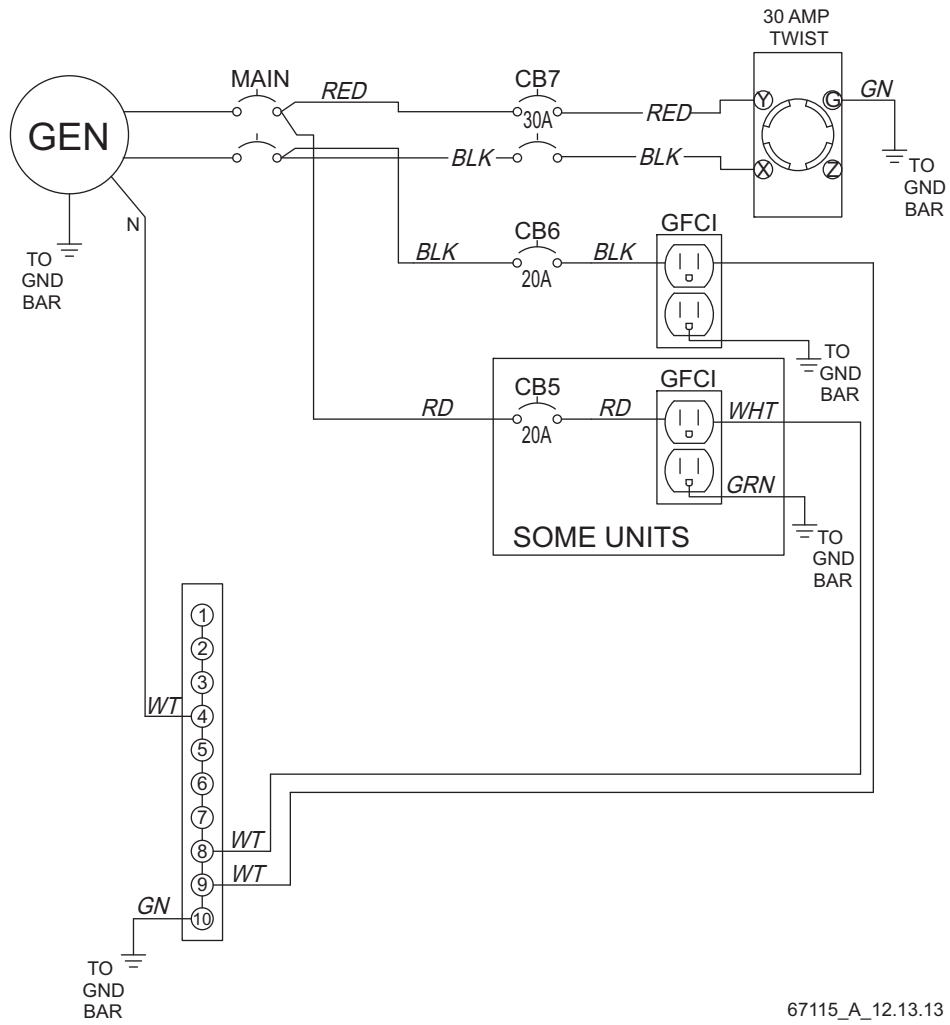 30 AMP
TWIST
MAIN
RED
CB7
30A
RED
Y
G
GN
GEN
BLK
BLK
X
Z
TO
GND
BAR
N
TO
GND
BAR
BLK
CB6
20A
BLK
GFCI
TO
GND
BAR
RD
CB5
20A
RD
GFCI
WHT
GRN
SOME UNITS
TO
GND
BAR
1
2
3
WT
4
5
6
7
8
WT
9
WT
GN
10
TO
GND
BAR
67115_A_12.13.13